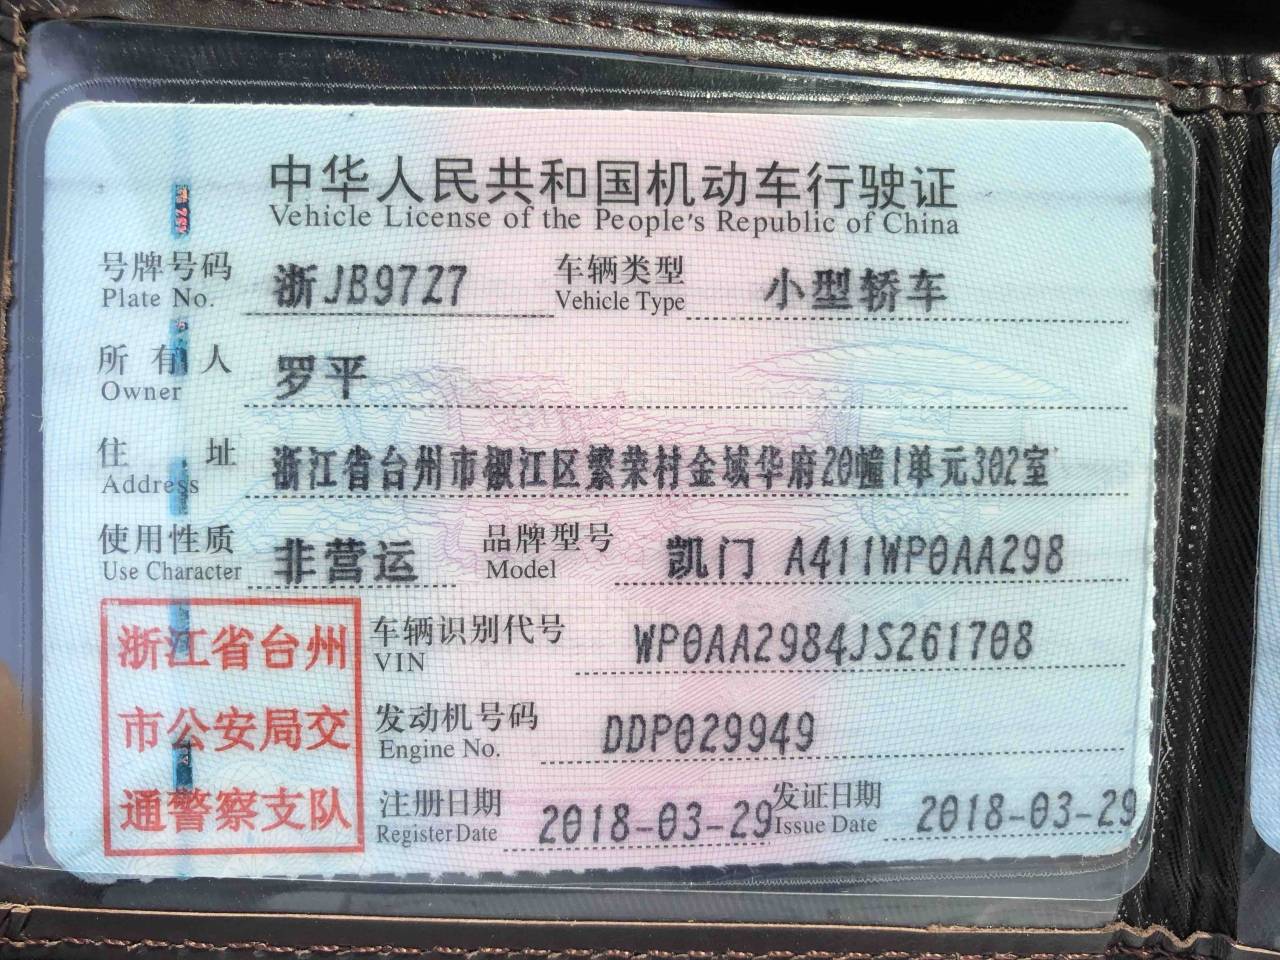 中华人民共和国机动车行驶证
Vehicle License of the People's Republic of China
号牌号码 浙JB97Z7 车辆类型 小型轿车
Plate No. Vehicle Type
所有人 罗平
Owner
住址 浙江省台州市椒江区繁荣村金域华府20幢1单元302室
Address
使用性质 非营运 品牌型号 凯门 A411WP0AA298
Use Character Model
浙江省台州 车辆识别代号 WP0AA2984JS261708
VIN
市公安局交 发动机号码 DDP029949
Engine No.
通警察支队 注册日期 2018-03-29 发证日期 2018-03-29
Register Date Issue Date